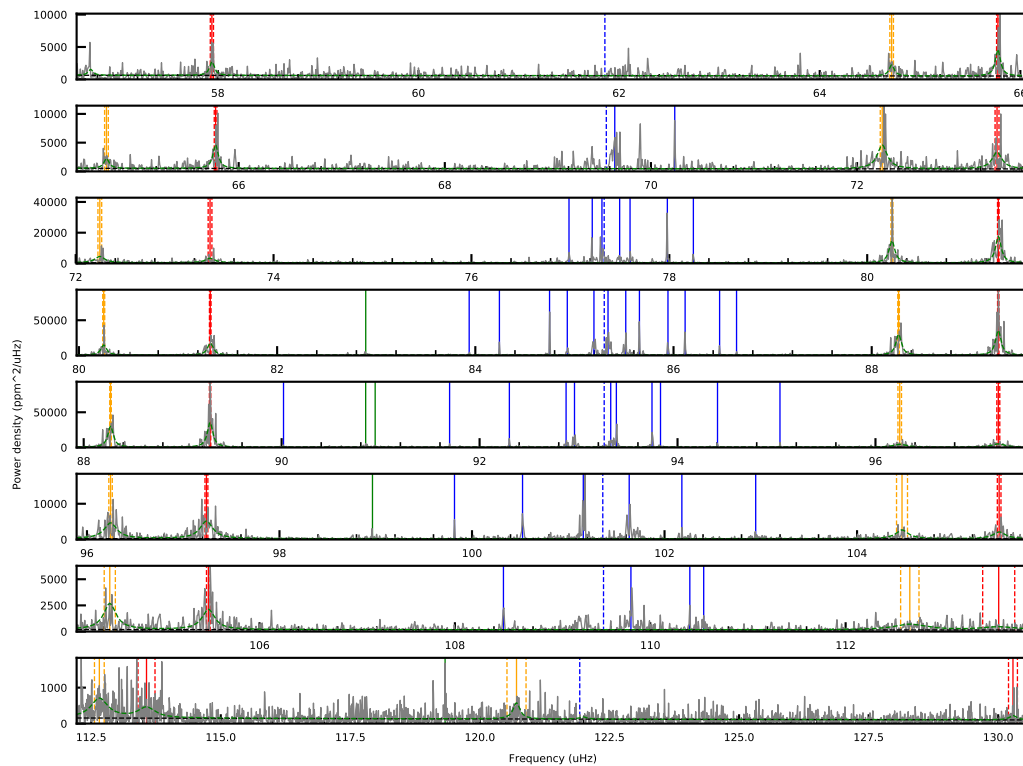 10000
5000
0
58 60 62 64 66
10000
5000
0
66 68 70 72
40000
20000
0
72 74 76 78 80
50000
0
80 82 84 86 88
50000
0
88 90 92 94 96
10000
0
96 98 100 102 104
5000
2500
0
106 108 110 112
1000
0
112.5 115.0 117.5 120.0 122.5 125.0 127.5 130.0
Frequency (uHz)
Power density (ppm^2/uHz)